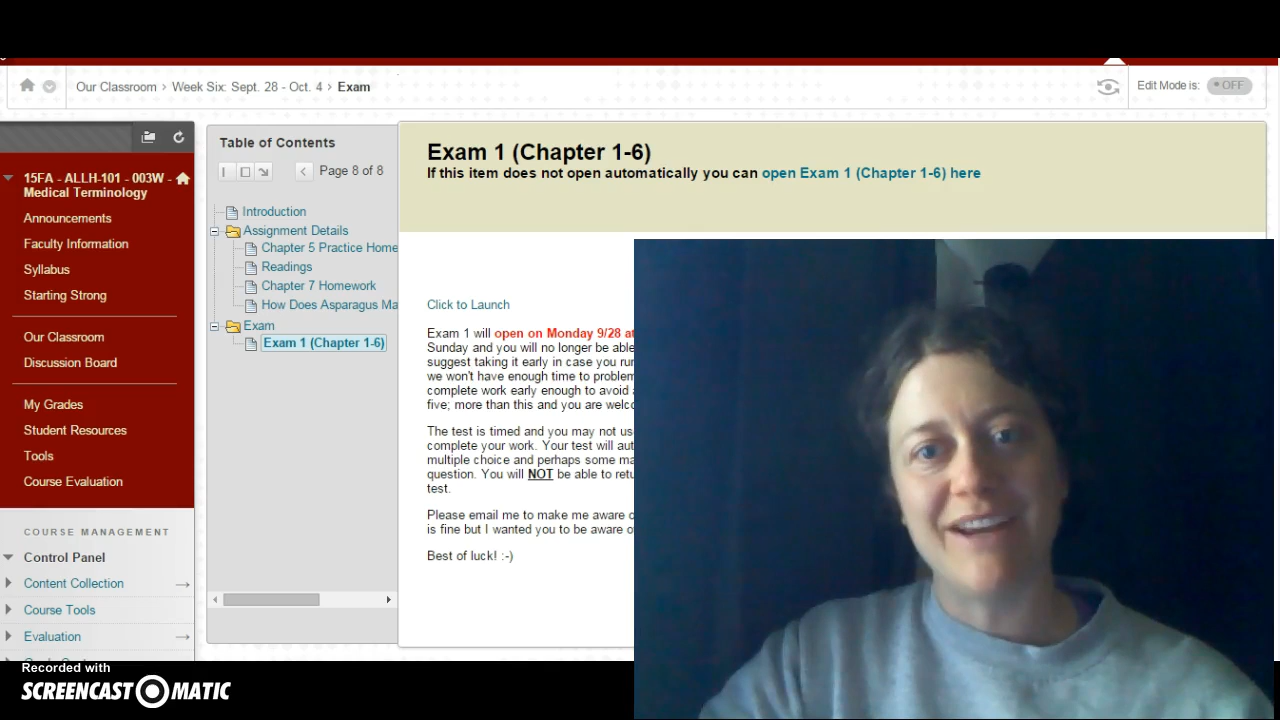 Our Classroom > Week Six: Sept. 28 - Oct. 4 > Exam
Edit Mode is: OFF
15FA - ALLH-101 - 003W -
Medical Terminology
Announcements
Faculty Information
Syllabus
Starting Strong
Our Classroom
Discussion Board
My Grades
Student Resources
Tools
Course Evaluation
COURSE MANAGEMENT
Control Panel
Content Collection
Course Tools
Evaluation
Table of Contents
Page 8 of 8
Introduction
Assignment Details
Chapter 5 Practice Home
Readings
Chapter 7 Homework
How Does Asparagus Ma
Exam
Exam 1 (Chapter 1-6)
Exam 1 (Chapter 1-6)
If this item does not open automatically you can open Exam 1 (Chapter 1-6) here
Click to Launch
Exam 1 will open on Monday 9/28 at
Sunday and you will no longer be able
suggest taking it early in case you run
we won't have enough time to problem
complete work early enough to avoid
five; more than this and you are welco
The test is timed and you may not us
complete your work. Your test will aut
multiple choice and perhaps some ma
question. You will NOT be able to retu
test.
Please email me to make me aware o
is fine but I wanted you to be aware o
Best of luck! :-)
Recorded with
SCREENCAST-O-MATIC